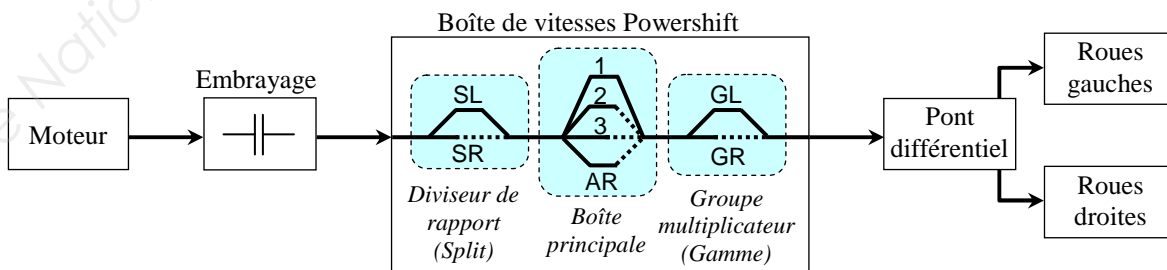 Boîte de vitesses Powershift
Moteur
Embrayage
SL
SR
Diviseur de
rapport
(Split)
1
2
3
AR
Boîte
principale
GL
GR
Groupe
multiplicateur
(Gamme)
Pont
différentiel
Roues
gauches
Roues
droites
e Nation